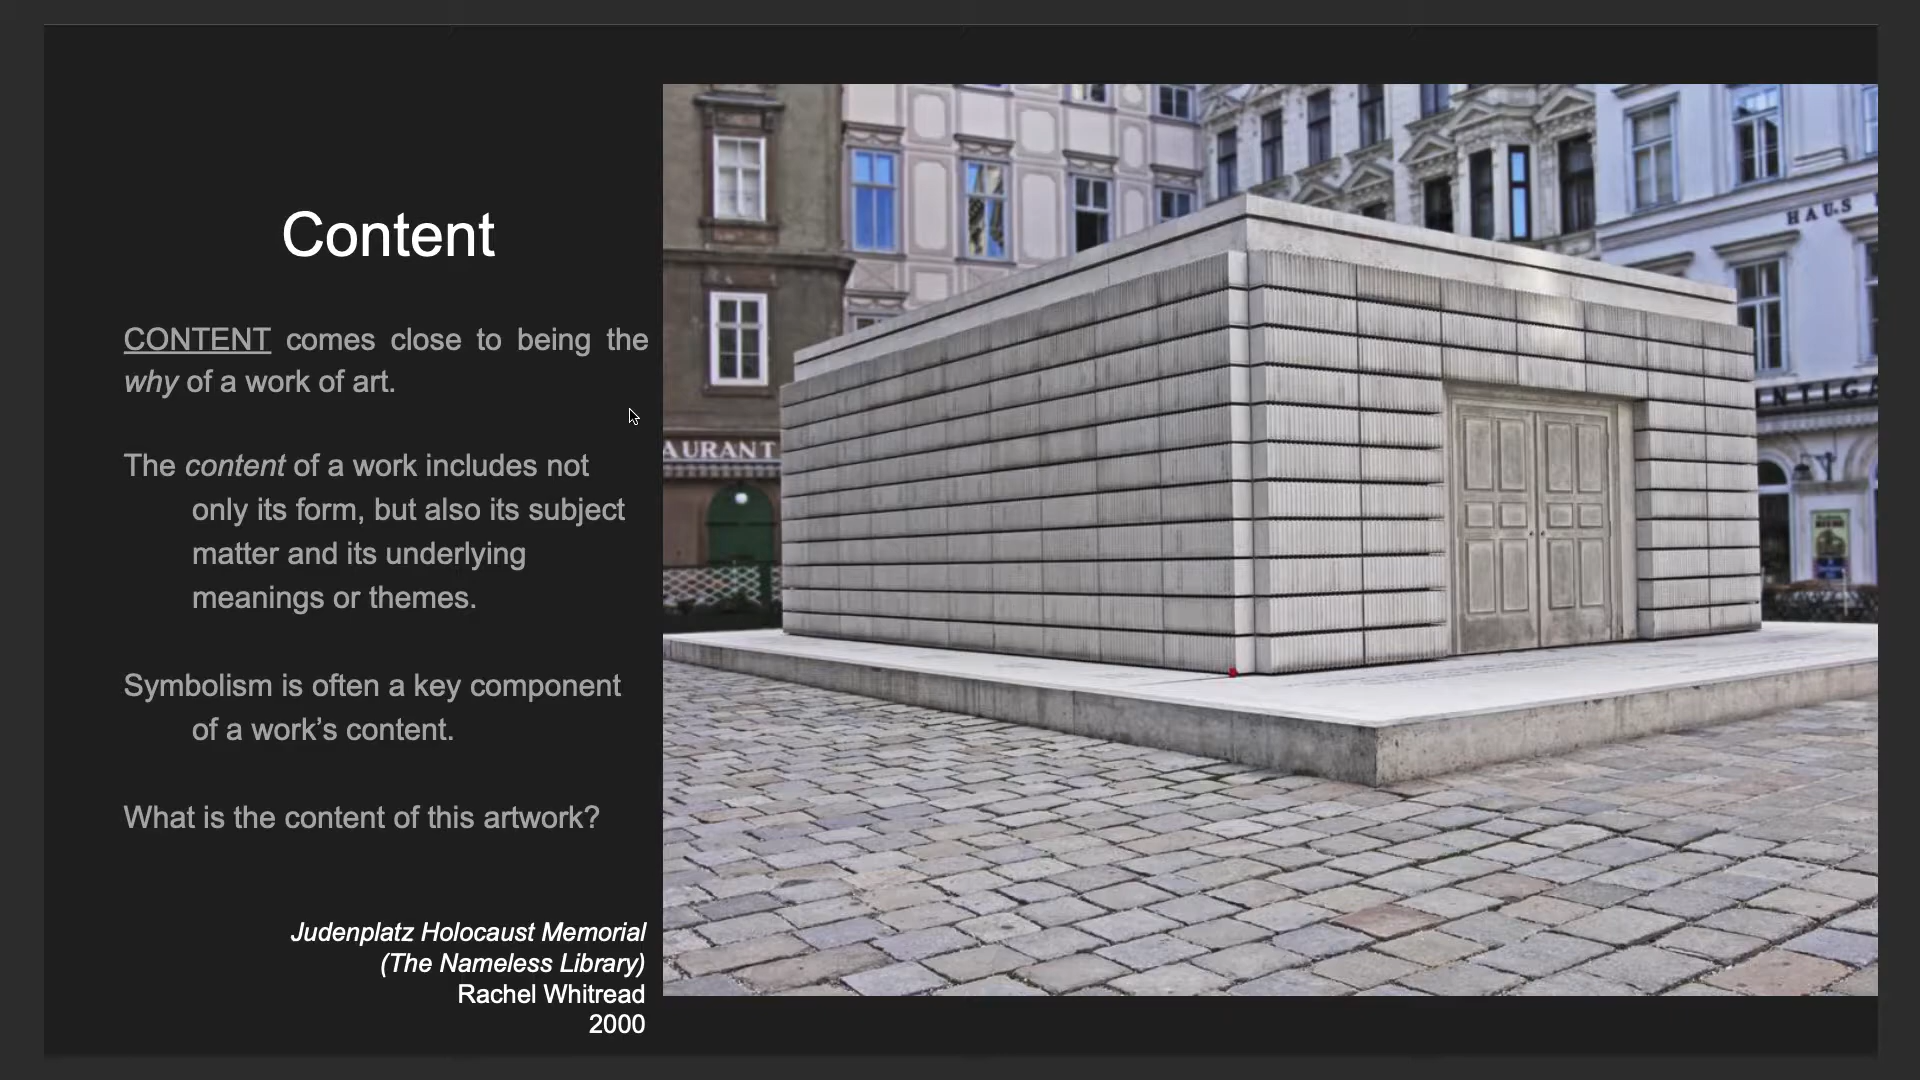 Content
CONTENT comes close to being the
why of a work of art.
The content of a work includes not
only its form, but also its subject
matter and its underlying
meanings or themes.
Symbolism is often a key component
of a work’s content.
What is the content of this artwork?
Judenplatz Holocaust Memorial
(The Nameless Library)
Rachel Whitread
2000
HAUS
NTIGA
AURANT